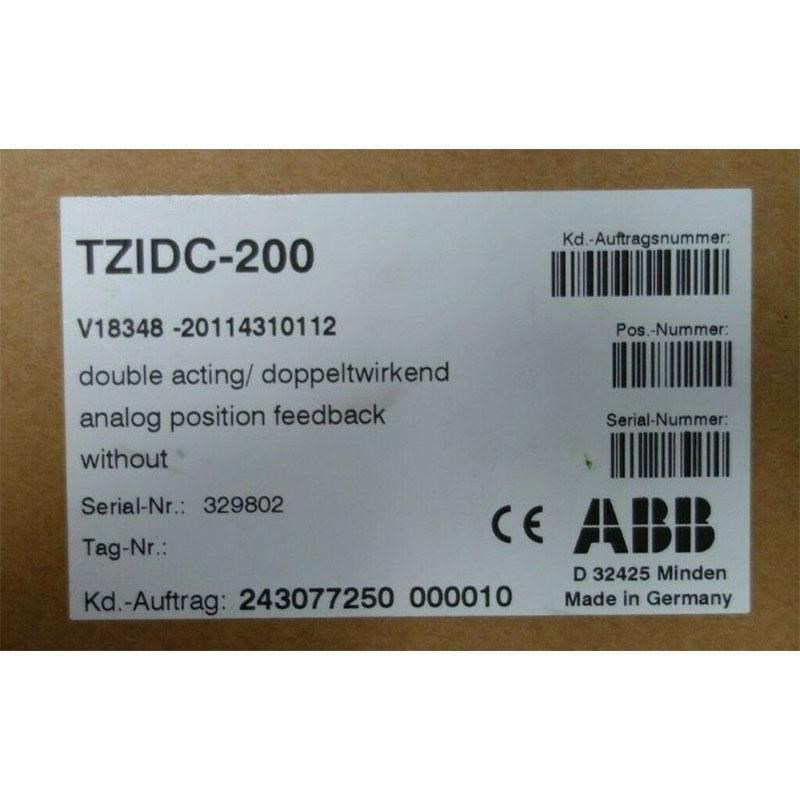 TZIDC-200
V18348 -20114310112
double acting/ doppeltwirkend
analog position feedback
without
Serial-Nr.: 329802
Tag-Nr.:
Kd.-Auftrag: 243077250 000010
Kd.-Auftragsnummer:
Pos.-Nummer:
Serial-Nummer:
CE ABB
D 32425 Minden
Made in Germany